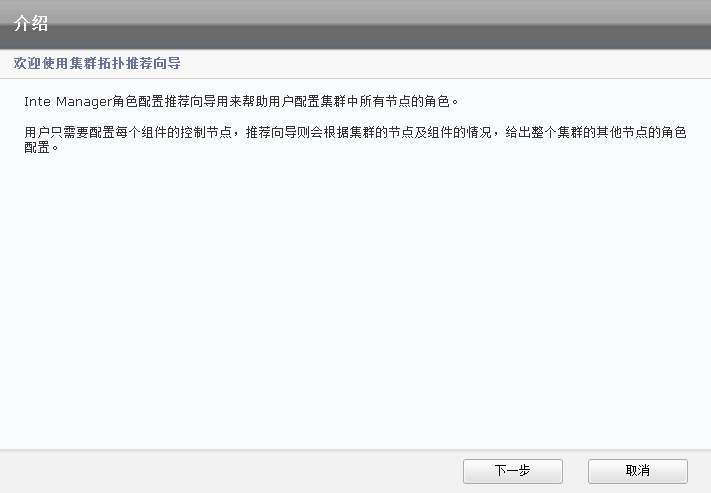 介绍
欢迎使用集群拓扑推荐向导
Inte Manager角色配置推荐向导用来帮助用户配置集群中所有节点的角色。
用户只需要配置每个组件的控制节点，推荐向导则会根据集群的节点及组件的情况，给出整个集群的其他节点的角色
配置。
下一步
取消